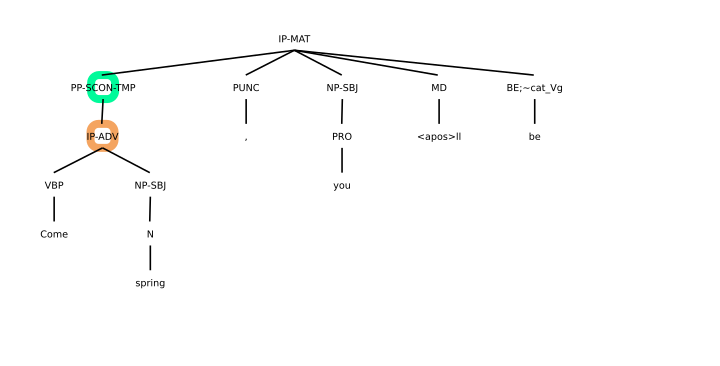 IP-MAT
PP-SCON-TMP PUNC NP-SBJ MD BE;~cat_Vg
IP-ADV , PRO <apos>ll be
VBP NP-SBJ you
Come N
spring